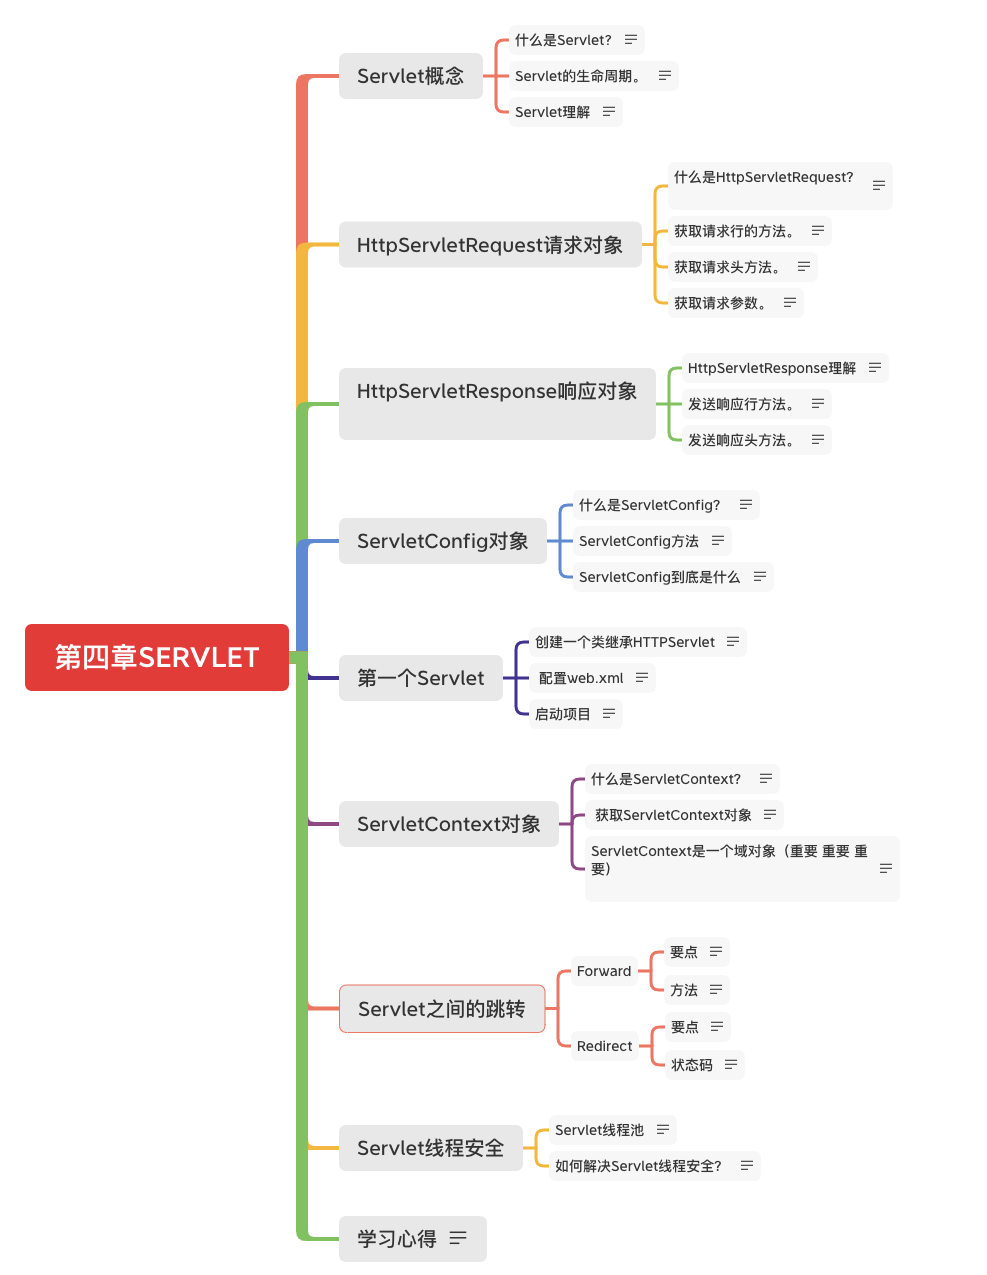 第四章SERVLET
Servlet概念
什么是Servlet？
Servlet的生命周期。
Servlet理解
HttpServletRequest请求对象
什么是HttpServletRequest？
获取请求行的方法。
获取请求头方法。
获取请求参数。
HttpServletResponse响应对象
HttpServletResponse理解
发送响应行方法。
发送响应头方法。
ServletConfig对象
什么是ServletConfig？
ServletConfig方法
ServletConfig到底是什么
第一个Servlet
创建一个类继承HTTPServlet
配置web.xml
启动项目
ServletContext对象
什么是ServletContext？
获取ServletContext对象
ServletContext是一个域对象（重要 重要 重
要）
Servlet之间的跳转
Forward
要点
方法
Redirect
要点
状态码
Servlet线程安全
Servlet线程池
如何解决Servlet线程安全？
学习心得